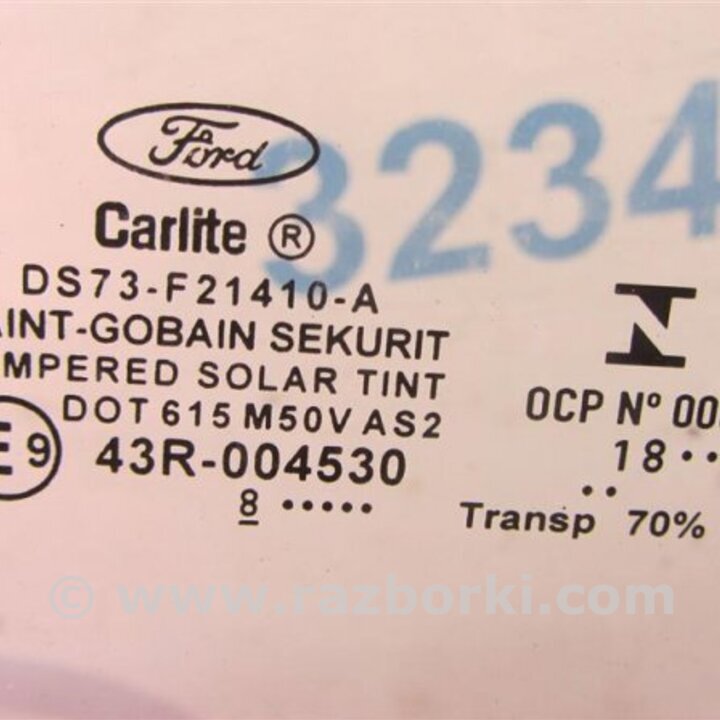 Ford
3234
Carlite ®
DS73-F21410-A
AINT-GOBAIN SEKURIT
MPERED SOLAR TINT
DOT 615 M50V AS2
E9
43R-004530
8 •••••
OCP Nº 00
18 ••
••
Transp 70%
© www.razborki.com